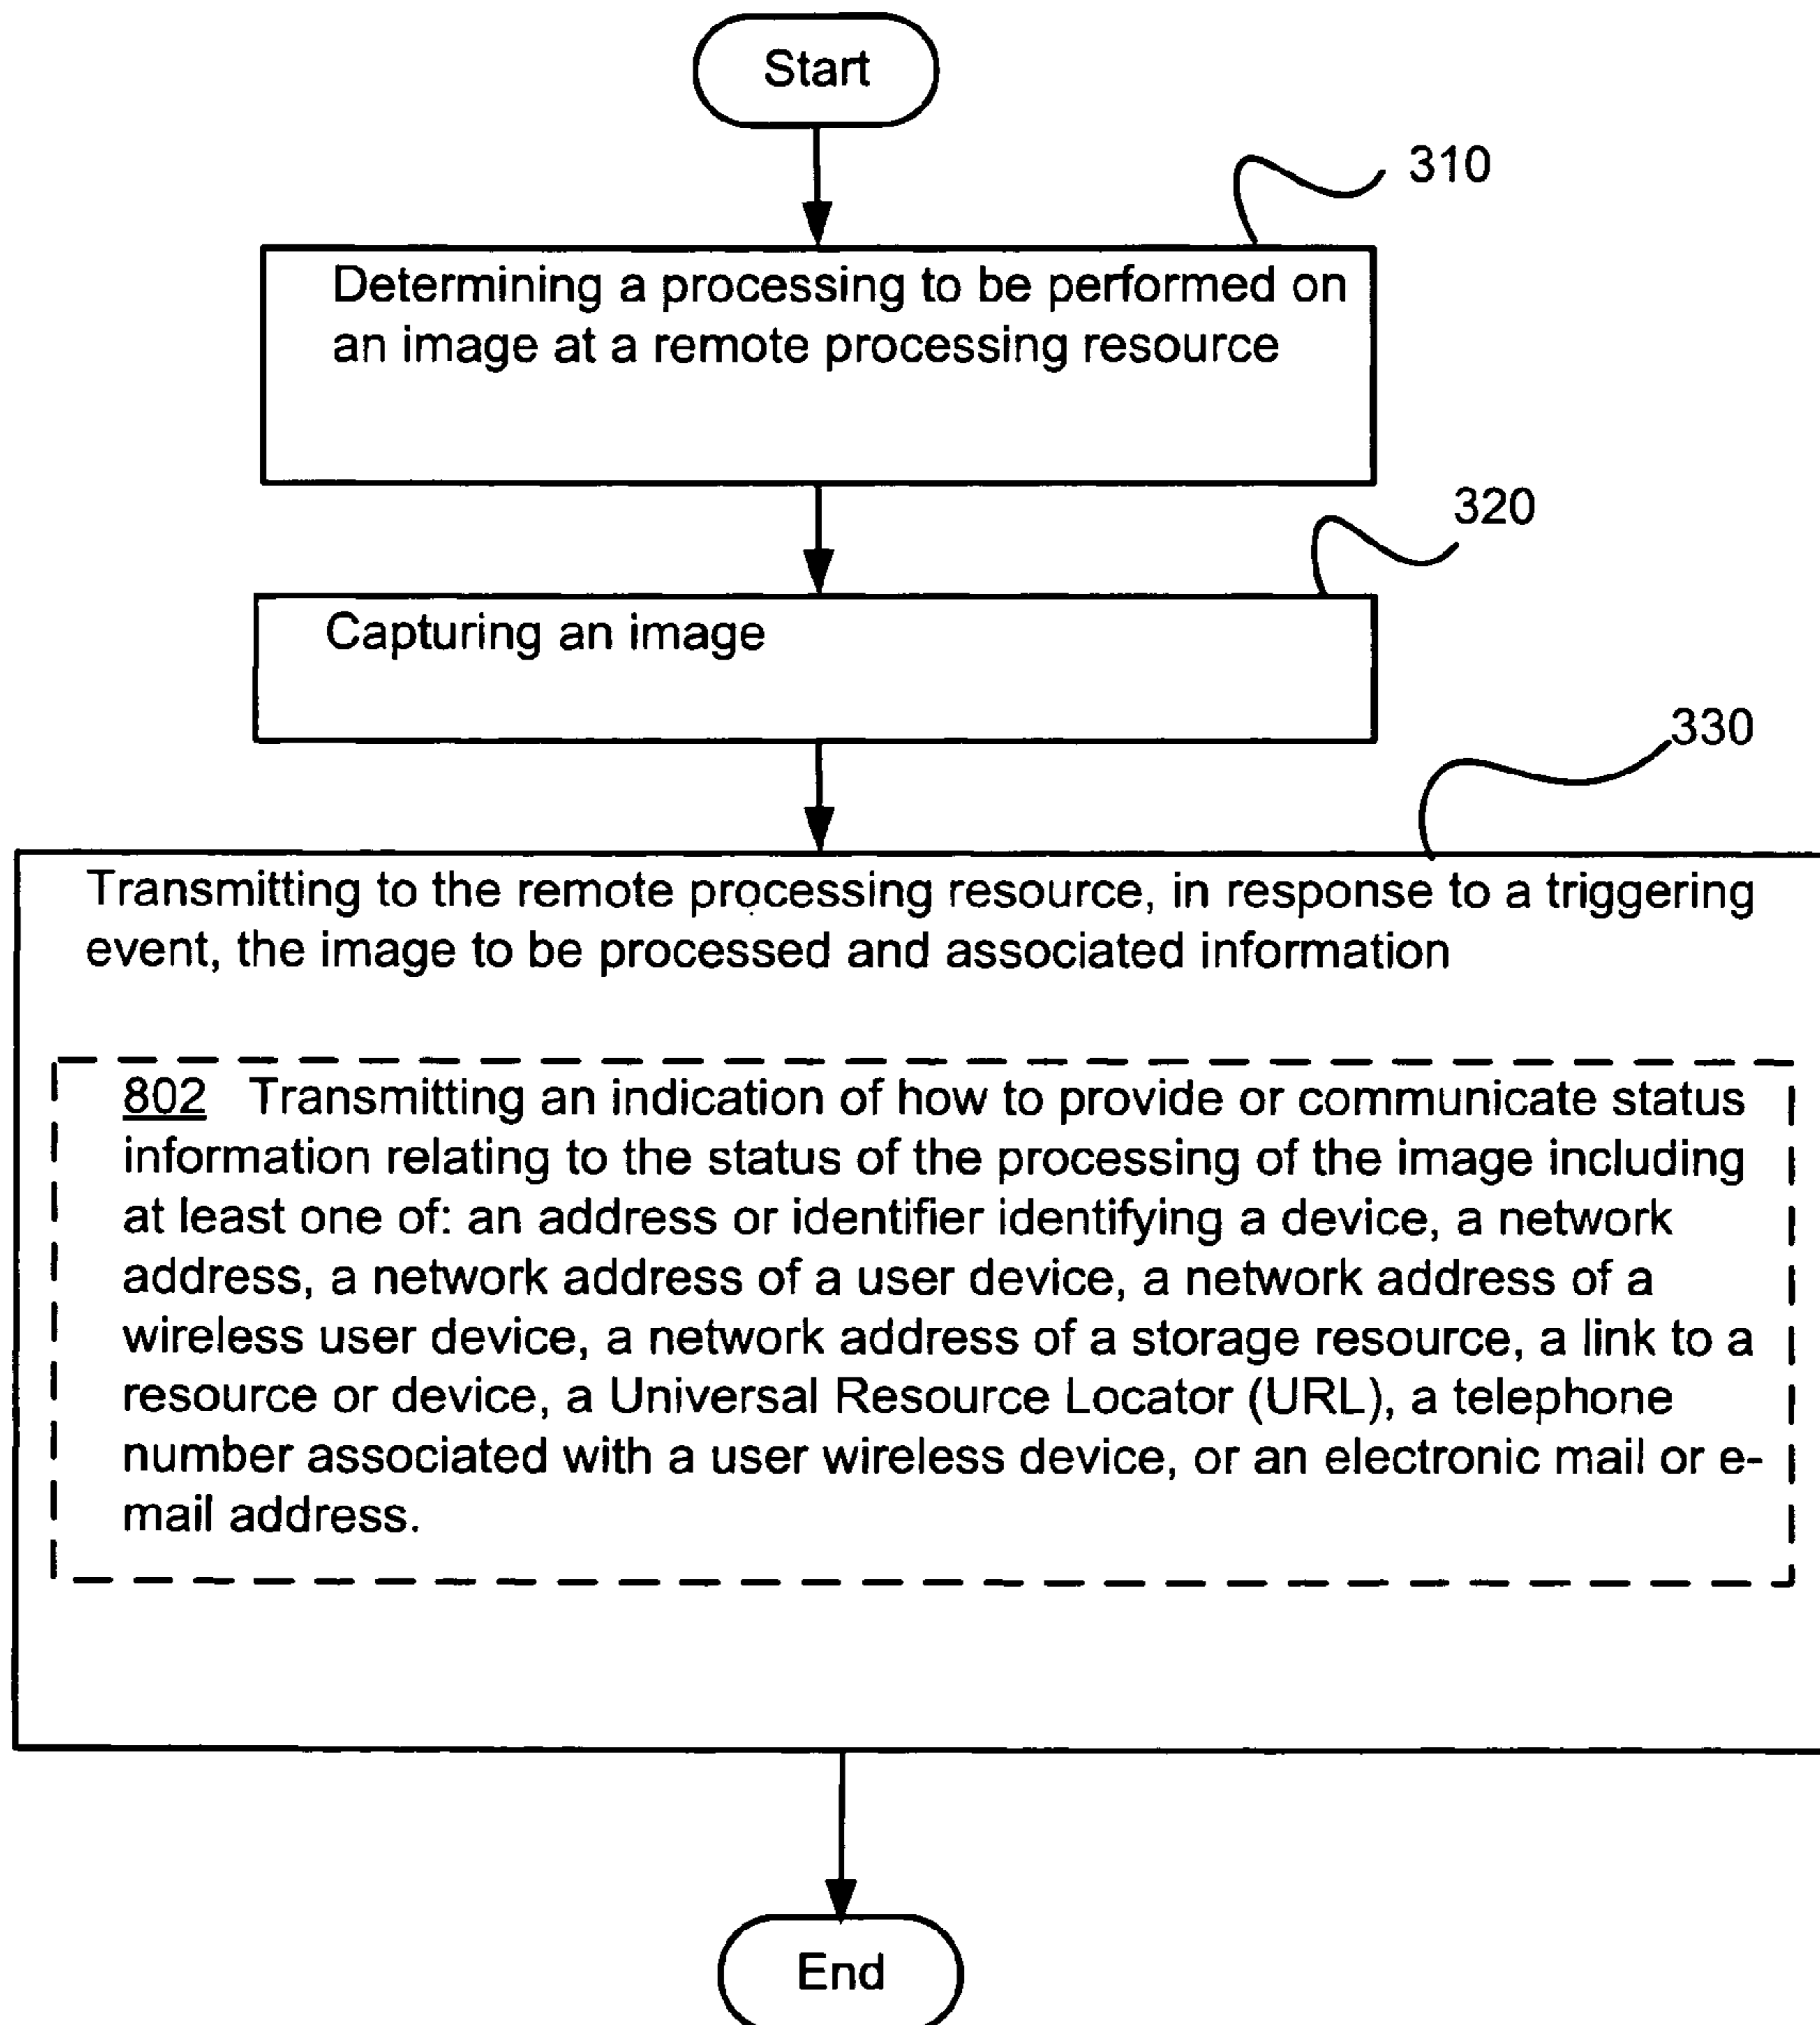 Start
310
Determining a processing to be performed on
an image at a remote processing resource
320
Capturing an image
330
Transmitting to the remote processing resource, in response to a triggering
event, the image to be processed and associated information
802 Transmitting an indication of how to provide or communicate status
information relating to the status of the processing of the image including
at least one of: an address or identifier identifying a device, a network
address, a network address of a user device, a network address of a
wireless user device, a network address of a storage resource, a link to a
resource or device, a Universal Resource Locator (URL), a telephone
number associated with a user wireless device, or an electronic mail or e-
mail address.
End